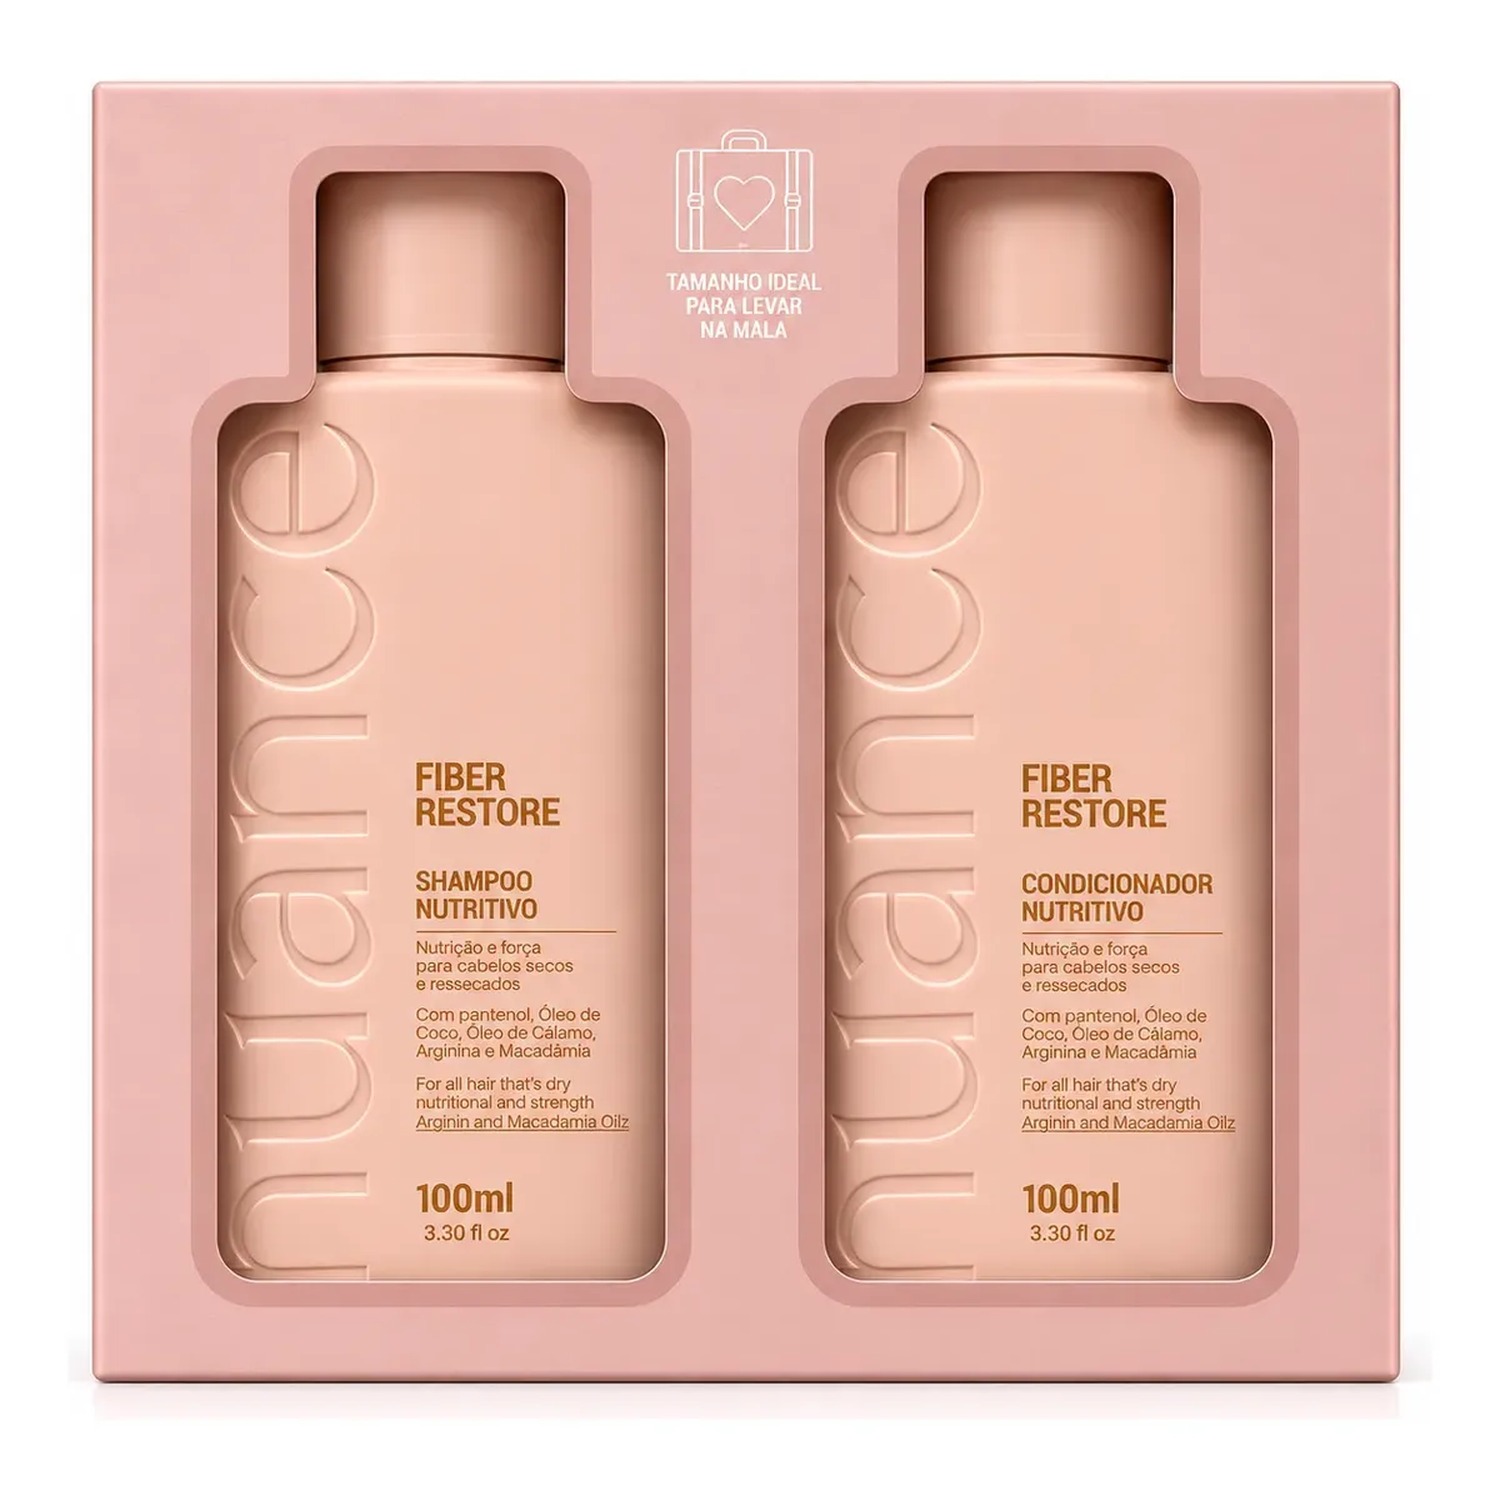 TAMANHO IDEAL
PARA LEVAR
NA MALA
nuance
FIBER
RESTORE
SHAMPOO
NUTRITIVO
Nutrição e força
para cabelos secos
e ressecados
Com pantenol, Óleo de
Coco, Óleo de Cálamo,
Arginina e Macadâmia
For all hair that's dry
nutritional and strength
Arginin and Macadamia Oilz
100ml
3.30 fl oz
nuance
FIBER
RESTORE
CONDICIONADOR
NUTRITIVO
Nutrição e força
para cabelos secos
e ressecados
Com pantenol, Óleo de
Coco, Óleo de Cálamo,
Arginina e Macadâmia
For all hair that's dry
nutritional and strength
Arginin and Macadamia Oilz
100ml
3.30 fl oz